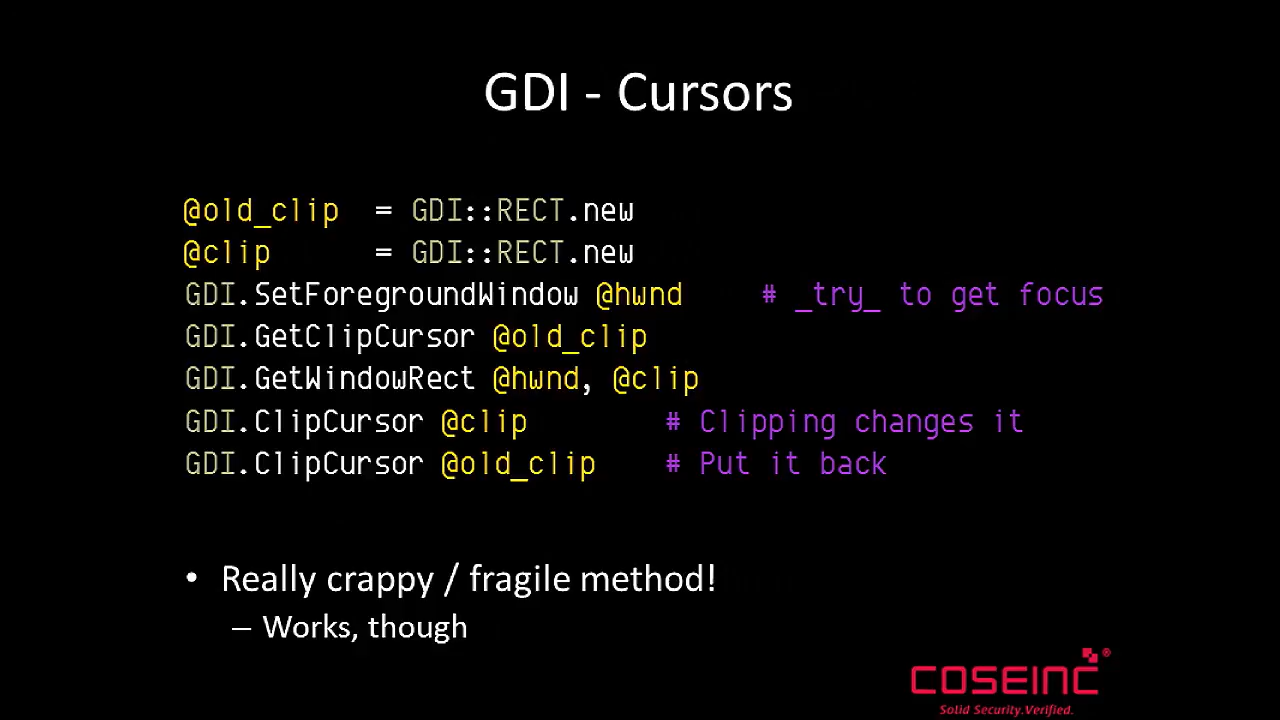 GDI - Cursors
@old_clip = GDI::RECT.new
@clip = GDI::RECT.new
GDI.SetForegroundWindow @hwnd # _try_ to get focus
GDI.GetClipCursor @old_clip
GDI.GetWindowRect @hwnd, @clip
GDI.ClipCursor @clip # Clipping changes it
GDI.ClipCursor @old_clip # Put it back
• Really crappy / fragile method!
– Works, though
COSEINC®
Solid Security.Verified.